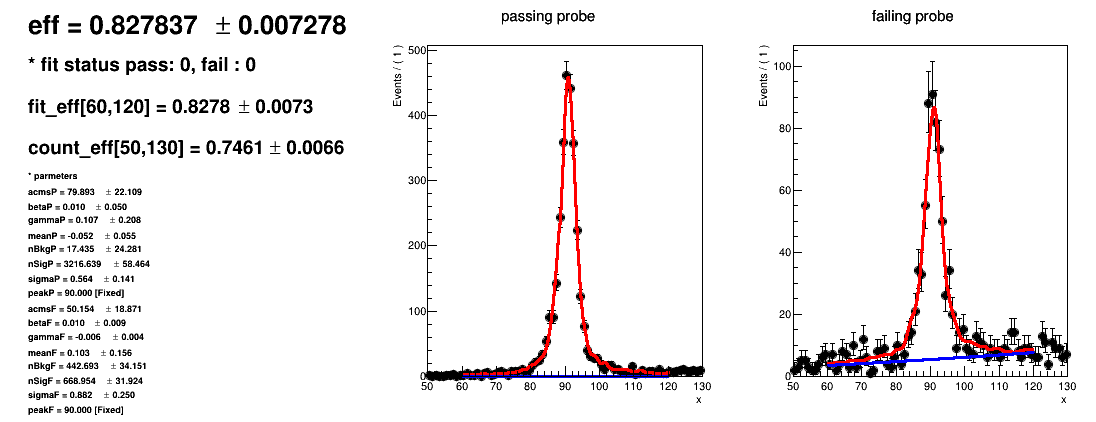 eff = 0.827837 ± 0.007278
* fit status pass: 0, fail : 0
fit_eff[60,120] = 0.8278 ± 0.0073
count_eff[50,130] = 0.7461 ± 0.0066
* parmeters
acmsP = 79.893 ± 22.109
betaP = 0.010 ± 0.050
gammaP = 0.107 ± 0.208
meanP = -0.052 ± 0.055
nBkgP = 17.435 ± 24.281
nSigP = 3216.639 ± 58.464
sigmaP = 0.564 ± 0.141
peakP = 90.000 [Fixed]
acmsF = 50.154 ± 18.871
betaF = 0.010 ± 0.009
gammaF = -0.006 ± 0.004
meanF = 0.103 ± 0.156
nBkgF = 442.693 ± 34.151
nSigF = 668.954 ± 31.924
sigmaF = 0.882 ± 0.250
peakF = 90.000 [Fixed]
passing probe
Events / ( 1 )
500
400
300
200
100
0
50 60 70 80 90 100 110 120 130
x
failing probe
Events / ( 1 )
100
80
60
40
20
0
50 60 70 80 90 100 110 120 130
x